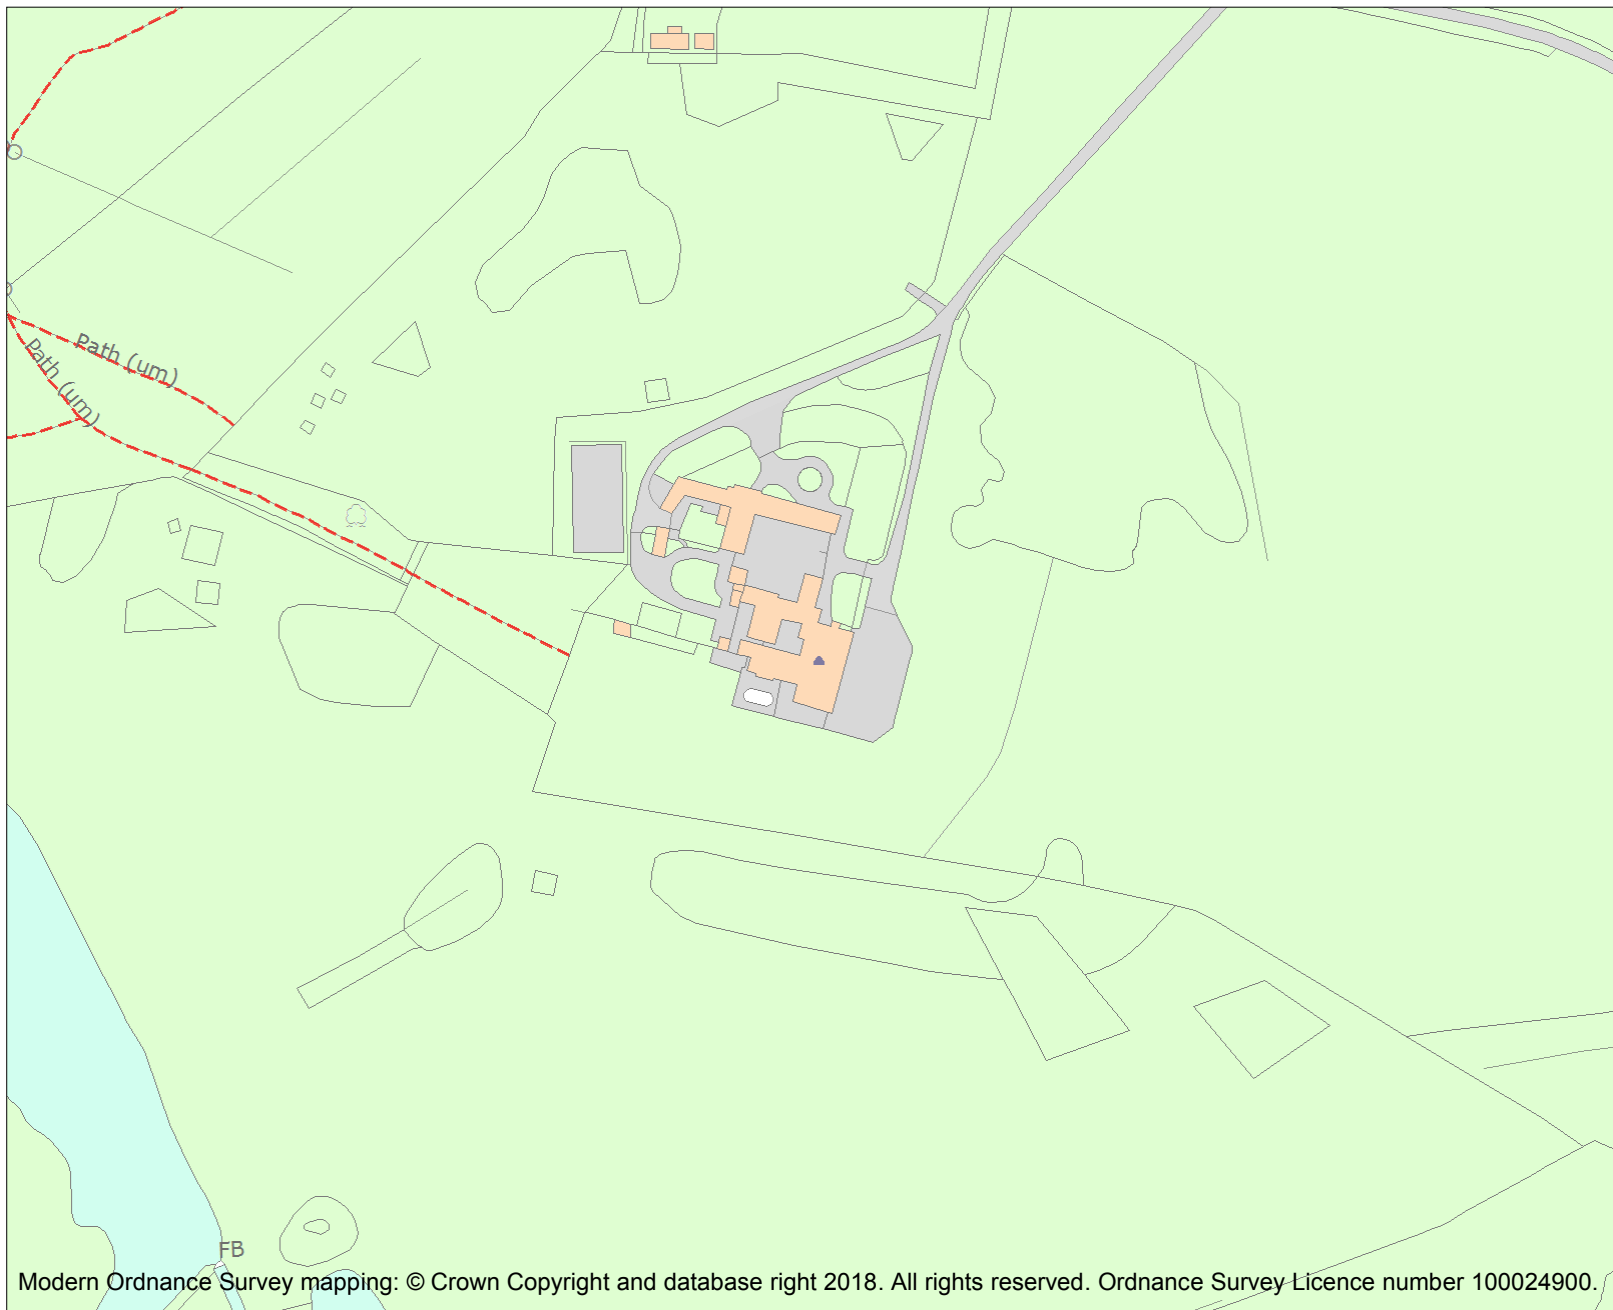 Path (um)
Path (um)
FB
Modern Ordnance Survey mapping: © Crown Copyright and database right 2018. All rights reserved. Ordnance Survey Licence number 100024900.